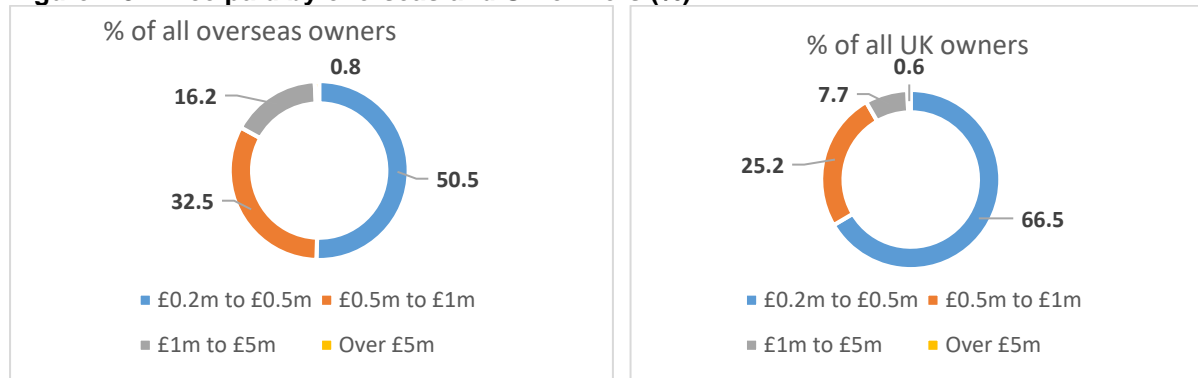 % of all overseas owners
0.8
16.2
50.5
32.5
£0.2m to £0.5m £0.5m to £1m
£1m to £5m Over £5m
% of all UK owners
0.6
7.7
25.2
66.5
£0.2m to £0.5m £0.5m to £1m
£1m to £5m Over £5m